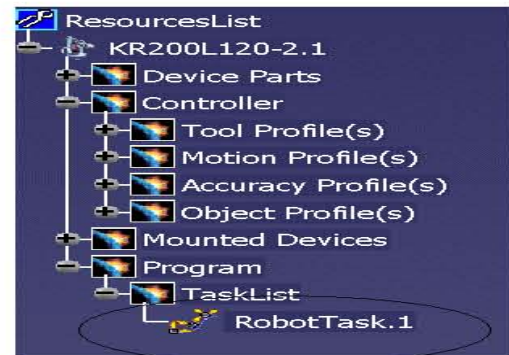 ResourcesList
KR200L120-2.1
Device Parts
Controller
Tool Profile(s)
Motion Profile(s)
Accuracy Profile(s)
Object Profile(s)
Mounted Devices
Program
TaskList
RobotTask.1